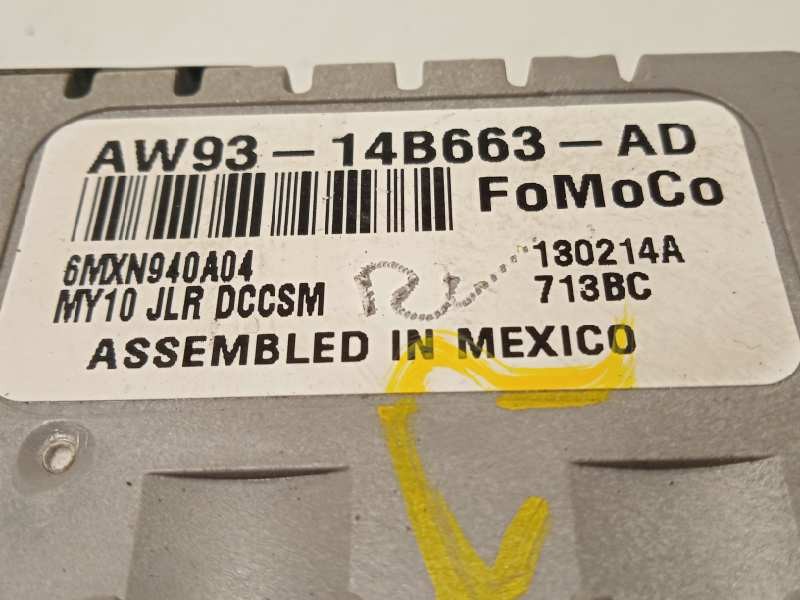 AW93-14B663-AD
FoMoCo
6MXN940A04
130214A
MY10 JLR DCCSM
713BC
ASSEMBLED IN MEXICO